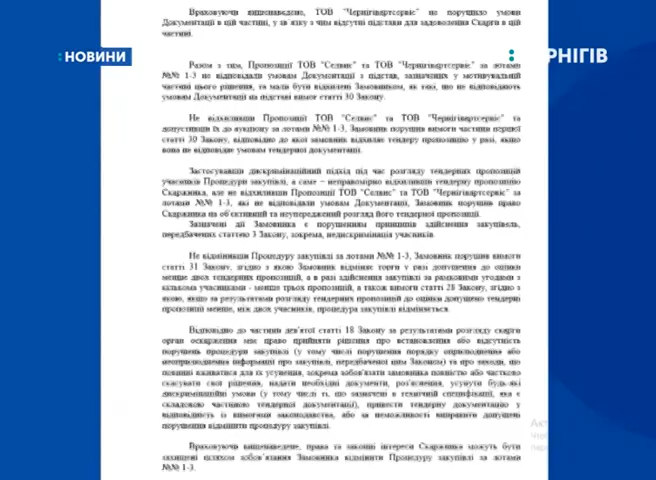 Враховуючи вищенаведене, ТОВ "Чернігівартсервіс" не порушило умови
Документації в цій частині, у зв`язку з чим відсутні підстави для задоволення Скарги в цій
частині.
НОВИНИ
РНІГІВ
Разом з тим, Пропозиції ТОВ "Селвіс" та ТОВ "Чернігівартсервіс" за лотами
№№ 1-3 не відповідали умовам Документації з підстав, зазначених у мотивувальній
частині цього рішення, та мали бути відхилені Замовником, як такі, що не відповідають
умовам Документації на підставі вимог статті 30 Закону.
Не відхиливши Пропозиції ТОВ "Селвіс" та ТОВ "Чернігівартсервіс" та
допустивши їх до аукціону за лотами №№ 1-3, Замовник порушив вимоги частини першої
статті 30 Закону, відповідно до якої замовник відхиляє тендерну пропозицію у разі, якщо
вона не відповідає умовам тендерної документації.
Застосувавши дискримінаційний підхід під час розгляду тендерних пропозицій
учасників Процедури закупівлі, а саме – неправомірно відхиливши тендерну пропозицію
Скаржника, але не відхиливши Пропозиції ТОВ "Селвіс" та ТОВ "Чернігівартсервіс" за
лотами №№ 1-3, які не відповідали умовам Документації, Замовник порушив право
Скаржника на об`єктивний та неупереджений розгляд його тендерної пропозиції.
Зазначені дії Замовника є порушенням принципів здійснення закупівель,
передбачених статтею 3 Закону, зокрема, недискримінація учасників.
Не відмінивши Процедуру закупівлі за лотами №№ 1-3, Замовник порушив вимоги
статті 31 Закону, згідно з якою Замовник відміняє торги у разі допущення до оцінки
менше двох тендерних пропозицій, а в разі здійснення закупівлі за рамковими угодами з
кількома учасниками - менше трьох пропозицій, а також вимоги статті 28 Закону, згідно з
якою, якщо за результатами розгляду тендерних пропозицій до оцінки допущено тендерні
пропозиції менше, ніж двох учасників, процедура закупівлі відміняється.
Відповідно до частини дев'ятої статті 18 Закону за результатами розгляду скарги
орган оскарження має право прийняти рішення про встановлення або відсутність
порушень процедури закупівлі (у тому числі порушення порядку оприлюднення або
неоприлюднення інформації про закупівлі, передбаченої цим Законом) та про заходи, що
повинні вживатися для їх усунення, зокрема зобов'язати замовника повністю або частково
скасувати свої рішення, надати необхідні документи, роз'яснення, усунути будь-які
дискримінаційні умови (у тому числі ті, що зазначені в технічній специфікації, яка є
складовою частиною тендерної документації), привести тендерну документацію у
відповідність із вимогами законодавства, або за неможливості виправити допущені
порушення відмінити процедуру закупівлі.
Враховуючи вищенаведене, права та законні інтереси Скаржника можуть бути
захищені шляхом зобов`язання Замовника відмінити Процедуру закупівлі за лотами
№№ 1-3.